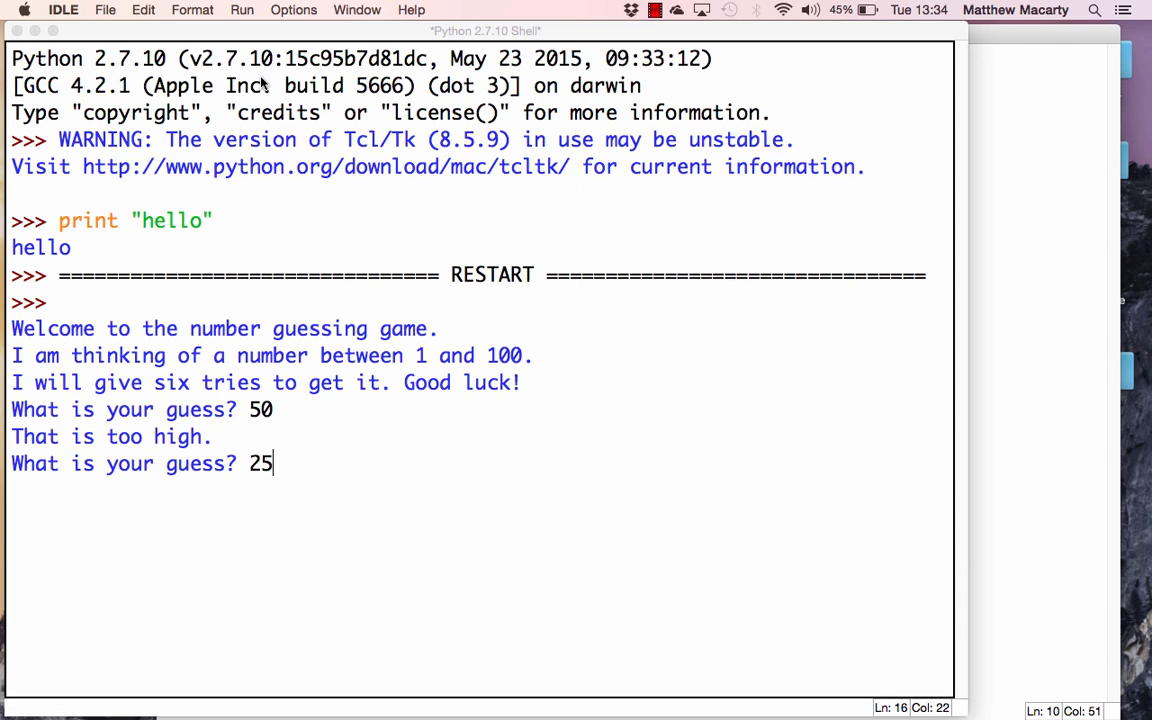 IDLE File Edit Format Run Options Window Help 45% Tue 13:34 Matthew Macarty
*Python 2.7.10 Shell*
Python 2.7.10 (v2.7.10:15c95b7d81dc, May 23 2015, 09:33:12)
[GCC 4.2.1 (Apple Inc. build 5666) (dot 3)] on darwin
Type "copyright", "credits" or "license()" for more information.
>>> WARNING: The version of Tcl/Tk (8.5.9) in use may be unstable.
Visit http://www.python.org/download/mac/tcltk/ for current information.
>>> print "hello"
hello
>>> ================================ RESTART ================================
>>>
Welcome to the number guessing game.
I am thinking of a number between 1 and 100.
I will give six tries to get it. Good luck!
What is your guess? 50
That is too high.
What is your guess? 25
Ln: 16 Col: 22
Ln: 10 Col: 51